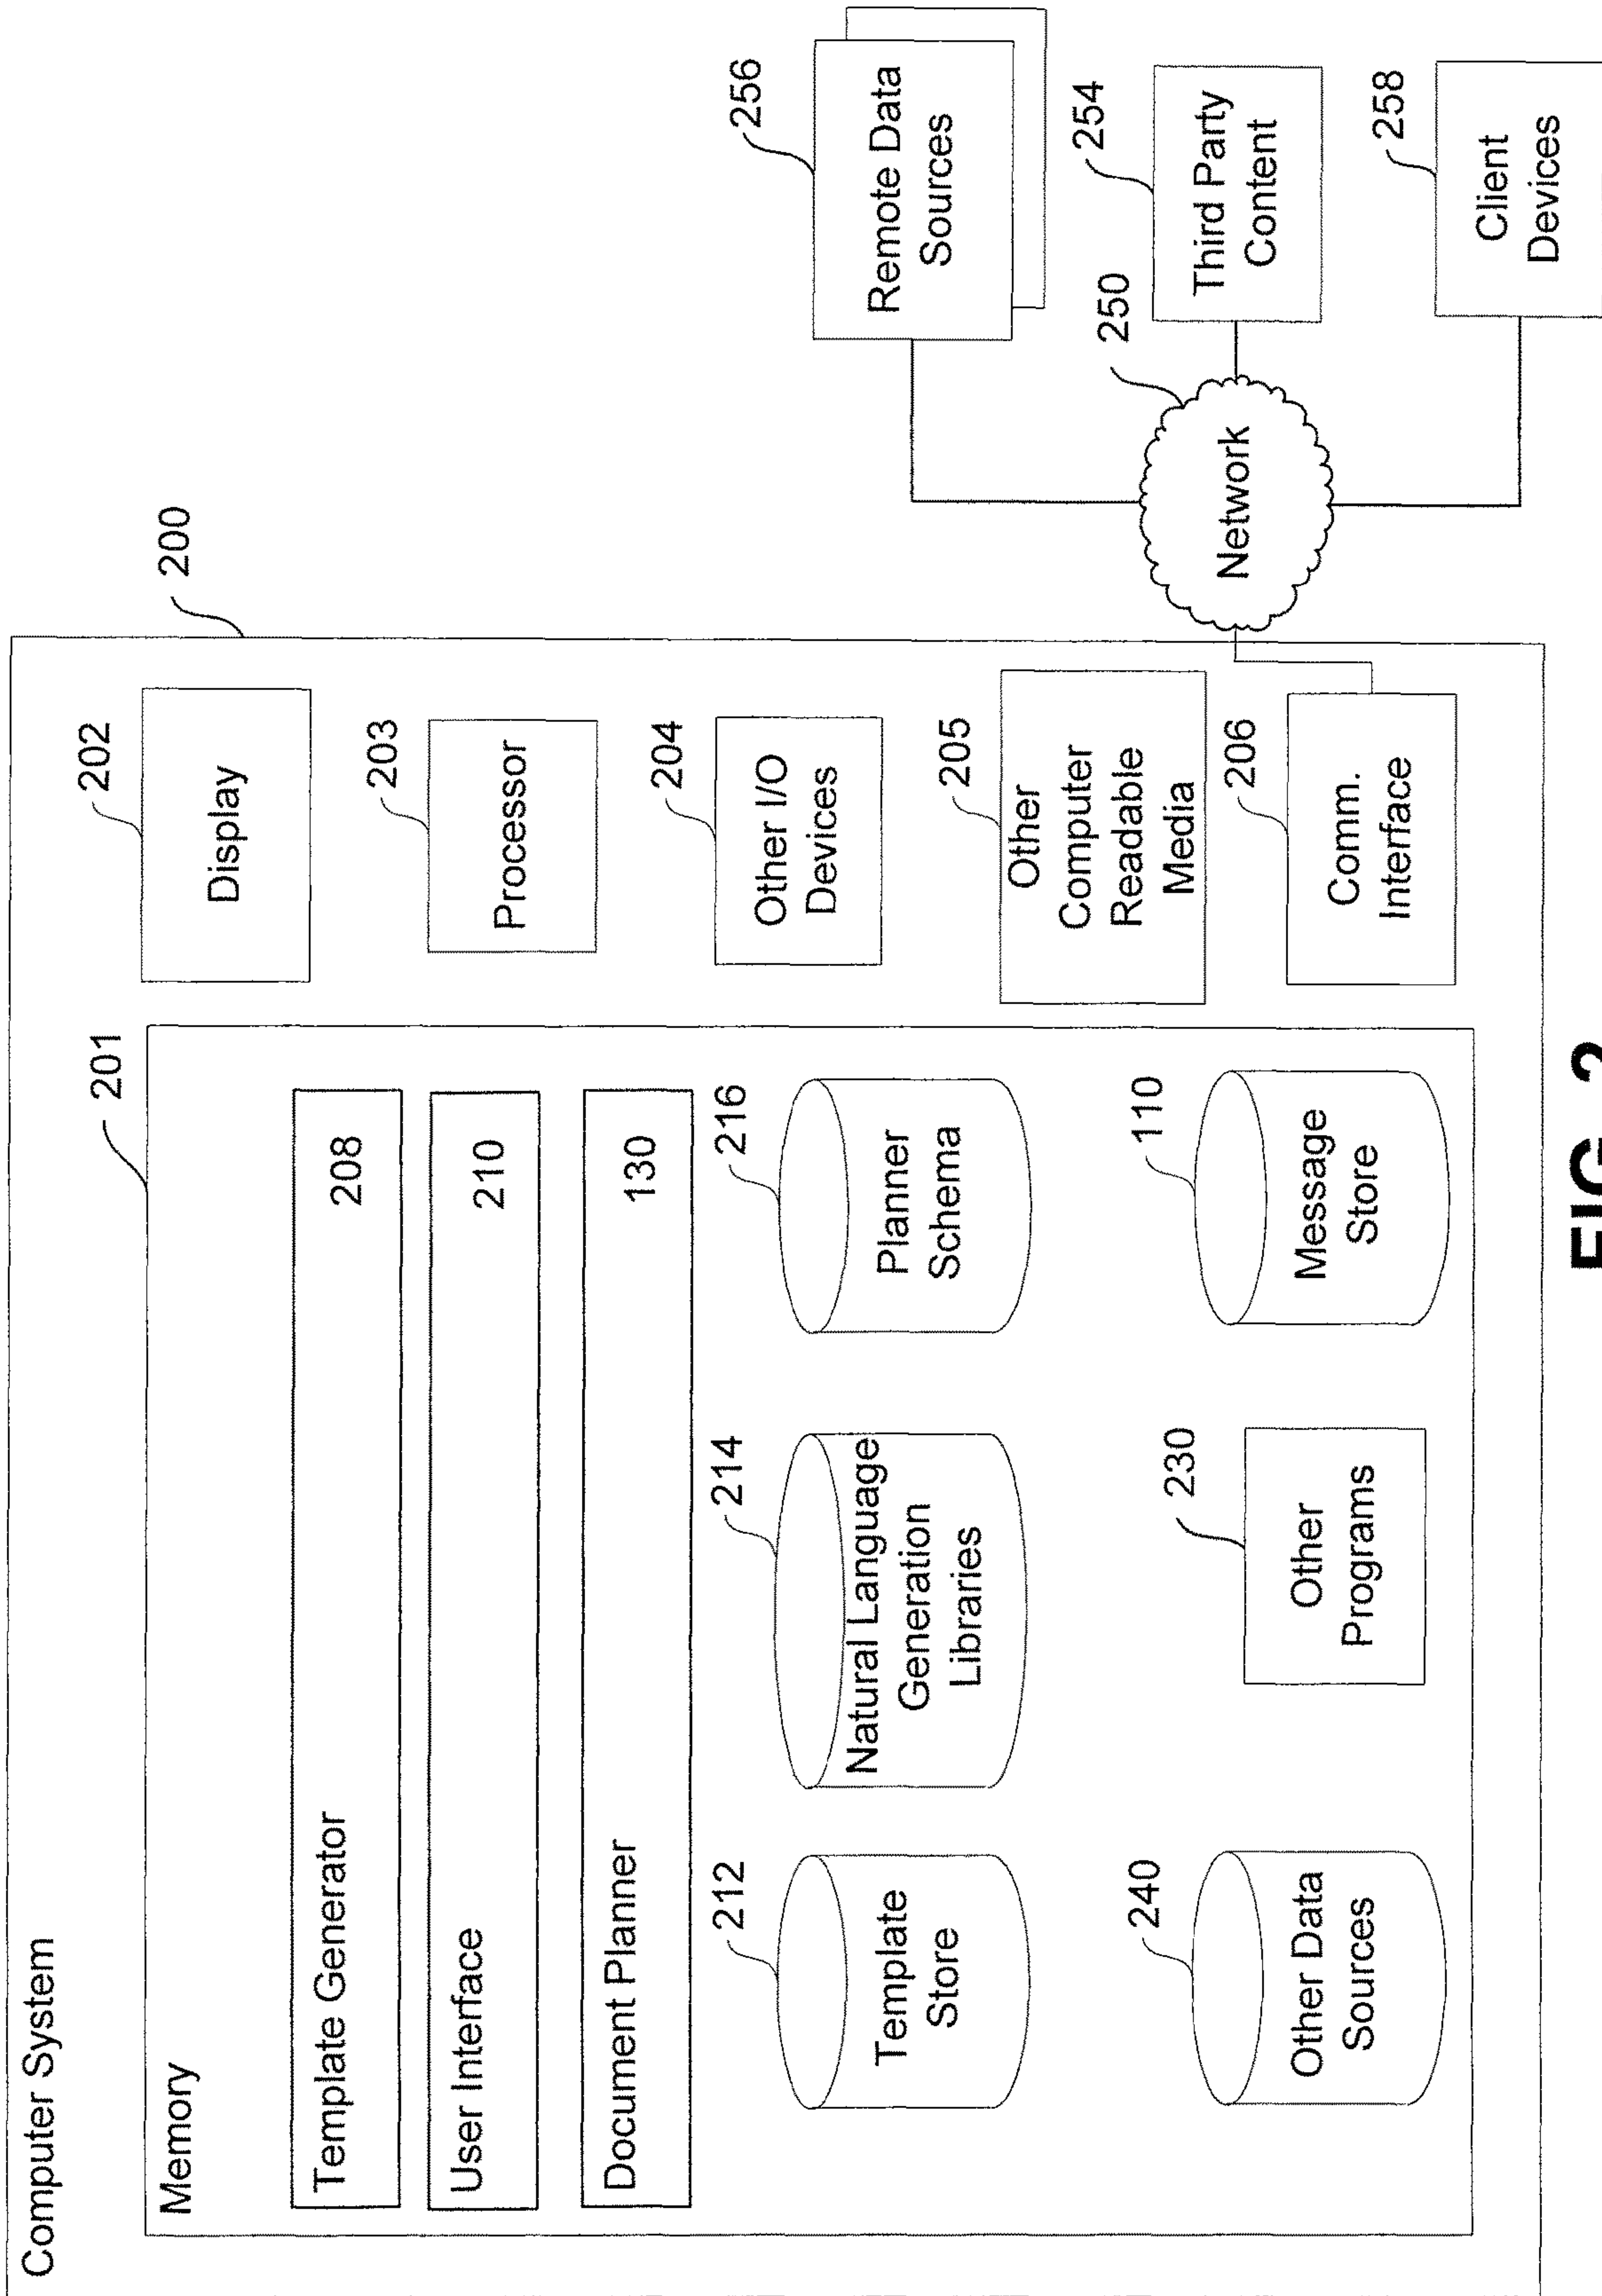 Computer System
200
Memory
201
Template Generator
208
User Interface
210
Document Planner
130
212
Template
Store
214
Natural Language
Generation
Libraries
216
Planner
Schema
240
Other Data
Sources
230
Other
Programs
110
Message
Store
202
Display
203
Processor
204
Other I/O
Devices
205
Other
Computer
Readable
Media
206
Comm.
Interface
250
Network
256
Remote Data
Sources
254
Third Party
Content
258
Client
Devices
FIG. 2